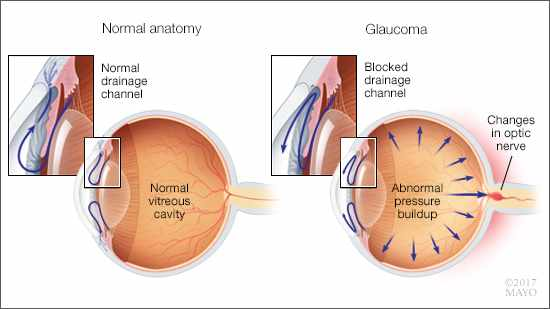 Normal anatomy
Normal
drainage
channel
Normal
vitreous
cavity
Glaucoma
Blocked
drainage
channel
Changes
in optic
nerve
Abnormal
pressure
buildup
©2017
MAYO